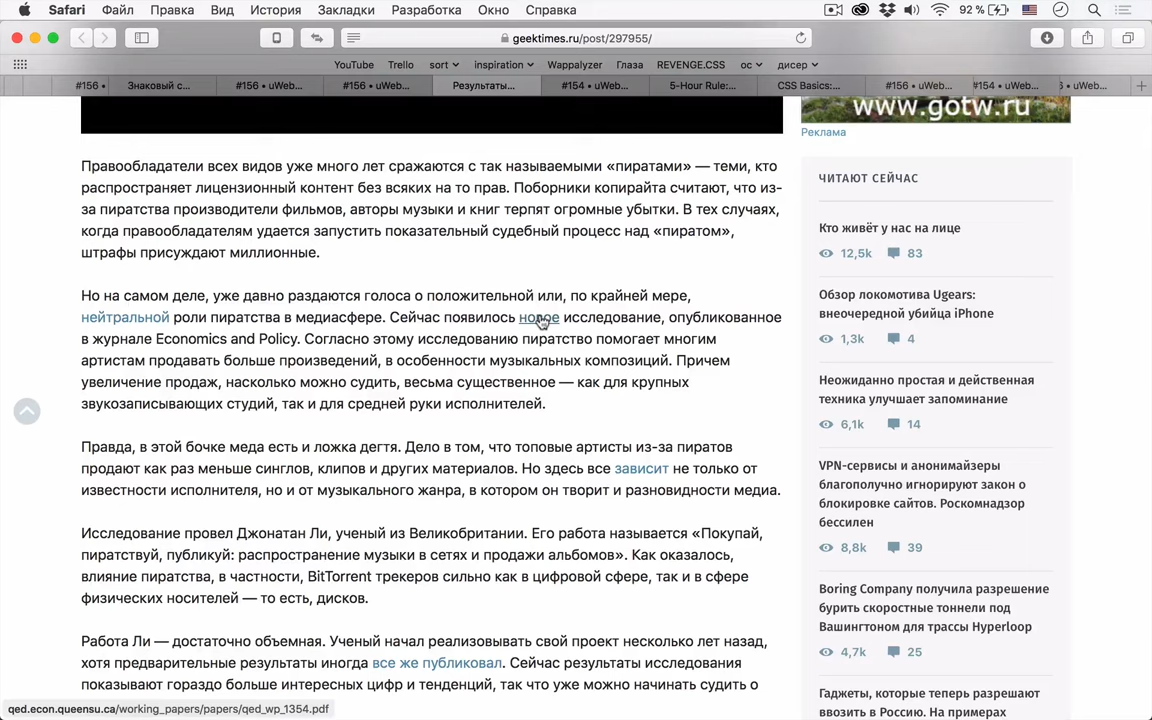 Safari Файл Правка Вид История Закладки Разработка Окно Справка 92 %
geektimes.ru/post/297955/
YouTube Trello sort inspiration Wappalyzer Глаза REVENGE.CSS ос дисер
#156 • Знаковый с... #156 • uWeb... #156 • uWeb... Результаты... #154 • uWeb... 5-Hour Rule:... CSS Basics:... #156 • uWeb... #154 • uWeb... • uWeb...
www.gotw.ru
Реклама
Правообладатели всех видов уже много лет сражаются с так называемыми «пиратами» — теми, кто
распространяет лицензионный контент без всяких на то прав. Поборники копирайта считают, что из-
за пиратства производители фильмов, авторы музыки и книг терпят огромные убытки. В тех случаях,
когда правообладателям удается запустить показательный судебный процесс над «пиратом»,
штрафы присуждают миллионные.
Но на самом деле, уже давно раздаются голоса о положительной или, по крайней мере,
нейтральной роли пиратства в медиасфере. Сейчас появилось новое исследование, опубликованное
в журнале Economics and Policy. Согласно этому исследованию пиратство помогает многим
артистам продавать больше произведений, в особенности музыкальных композиций. Причем
увеличение продаж, насколько можно судить, весьма существенное — как для крупных
звукозаписывающих студий, так и для средней руки исполнителей.
Правда, в этой бочке меда есть и ложка дегтя. Дело в том, что топовые артисты из-за пиратов
продают как раз меньше синглов, клипов и других материалов. Но здесь все зависит не только от
известности исполнителя, но и от музыкального жанра, в котором он творит и разновидности медиа.
Исследование провел Джонатан Ли, ученый из Великобритании. Его работа называется «Покупай,
пиратствуй, публикуй: распространение музыки в сетях и продажи альбомов». Как оказалось,
влияние пиратства, в частности, BitTorrent трекеров сильно как в цифровой сфере, так и в сфере
физических носителей — то есть, дисков.
Работа Ли — достаточно объемная. Ученый начал реализовывать свой проект несколько лет назад,
хотя предварительные результаты иногда все же публиковал. Сейчас результаты исследования
показывают гораздо больше интересных цифр и тенденций, так что уже можно начинать судить о
ЧИТАЮТ СЕЙЧАС
Кто живёт у нас на лице
12,5k 83
Обзор локомотива Ugears:
внеочередной убийца iPhone
1,3k 4
Неожиданно простая и действенная
техника улучшает запоминание
6,1k 14
VPN-сервисы и анонимайзеры
благополучно игнорируют закон о
блокировке сайтов. Роскомнадзор
бессилен
8,8k 39
Boring Company получила разрешение
бурить скоростные тоннели под
Вашингтоном для трассы Hyperloop
4,7k 25
Гаджеты, которые теперь разрешают
ввозить в Россию. На примерах
qed.econ.queensu.ca/working_papers/papers/qed_wp_1354.pdf